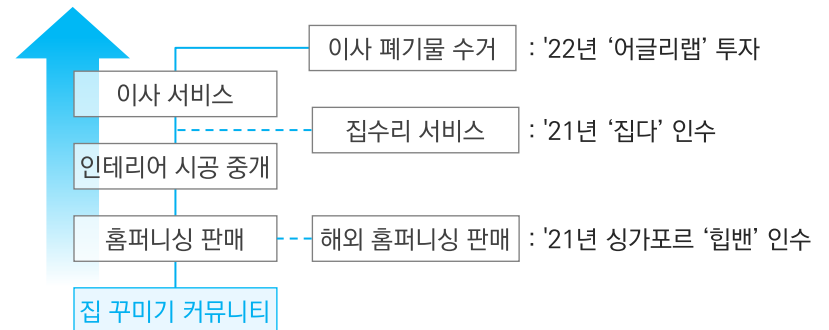 이사 폐기물 수거 : '22년 ‘어글리랩’ 투자
이사 서비스
집수리 서비스 : '21년 ‘집다’ 인수
인테리어 시공 중개
홈퍼니싱 판매 해외 홈퍼니싱 판매 : '21년 싱가포르 ‘힙밴’ 인수
집 꾸미기 커뮤니티